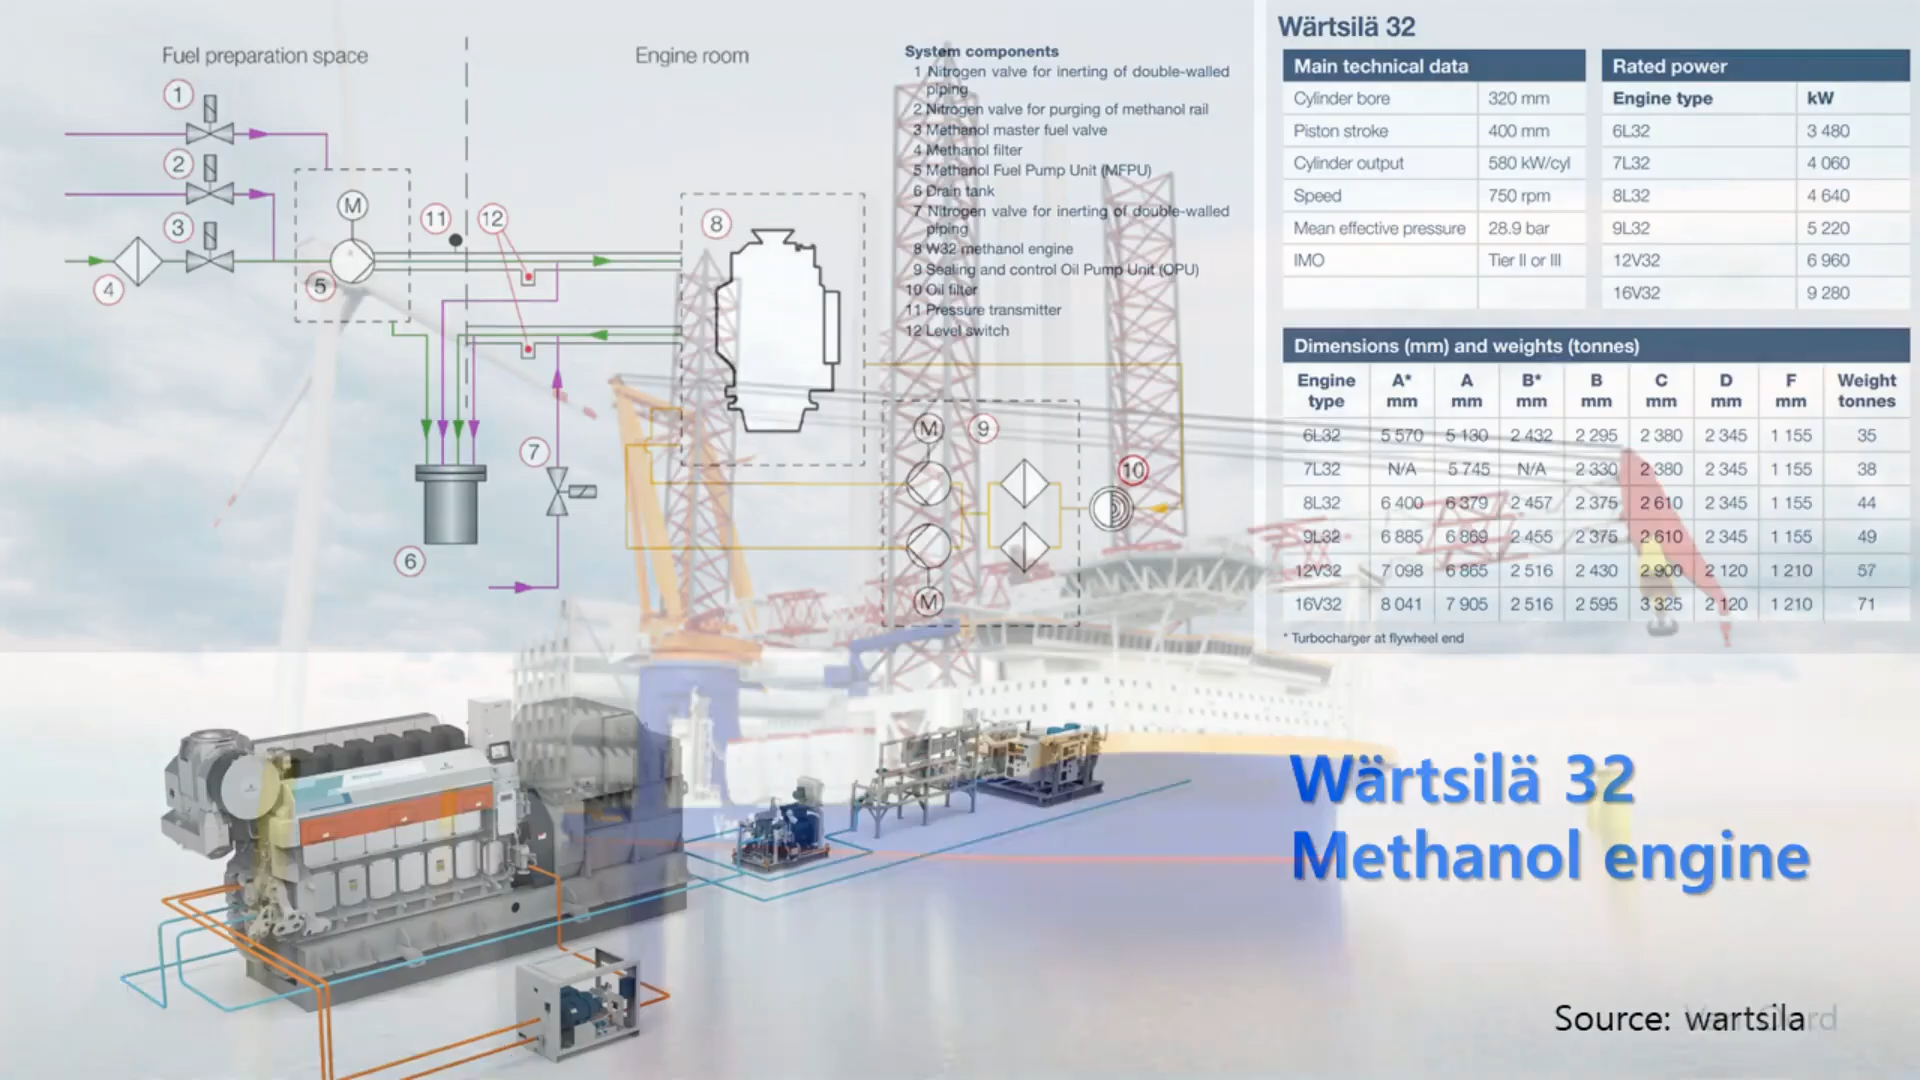 Fuel preparation space
Engine room
1
2
3
4
5
M
11
12
6
7
8
M
9
10
M
System components
1 Nitrogen valve for inerting of double-walled
piping
2 Nitrogen valve for purging of methanol rail
3 Methanol master fuel valve
4 Methanol filter
5 Methanol Fuel Pump Unit (MFPU)
6 Drain tank
7 Nitrogen valve for inerting of double-walled
piping
8 W32 methanol engine
9 Sealing and control Oil Pump Unit (OPU)
10 Oil filter
11 Pressure transmitter
12 Level switch
Wärtsilä 32
Main technical data
Cylinder bore 320 mm
Piston stroke 400 mm
Cylinder output 580 kW/cyl
Speed 750 rpm
Mean effective pressure 28.9 bar
IMO Tier II or III
Rated power
Engine type kW
6L32 3 480
7L32 4 060
8L32 4 640
9L32 5 220
12V32 6 960
16V32 9 280
Dimensions (mm) and weights (tonnes)
Engine type A* mm A mm B* mm B mm C mm D mm F mm Weight tonnes
6L32 5 570 5 130 2 432 2 295 2 380 2 345 1 155 35
7L32 N/A 5 745 N/A 2 330 2 380 2 345 1 155 38
8L32 6 400 6 379 2 457 2 375 2 610 2 345 1 155 44
9L32 6 885 6 869 2 455 2 375 2 610 2 345 1 155 49
12V32 7 098 6 865 2 516 2 430 2 900 2 120 1 210 57
16V32 8 041 7 905 2 516 2 595 3 325 2 120 1 210 71
* Turbocharger at flywheel end
Wärtsilä 32
Methanol engine
Source: wartsila